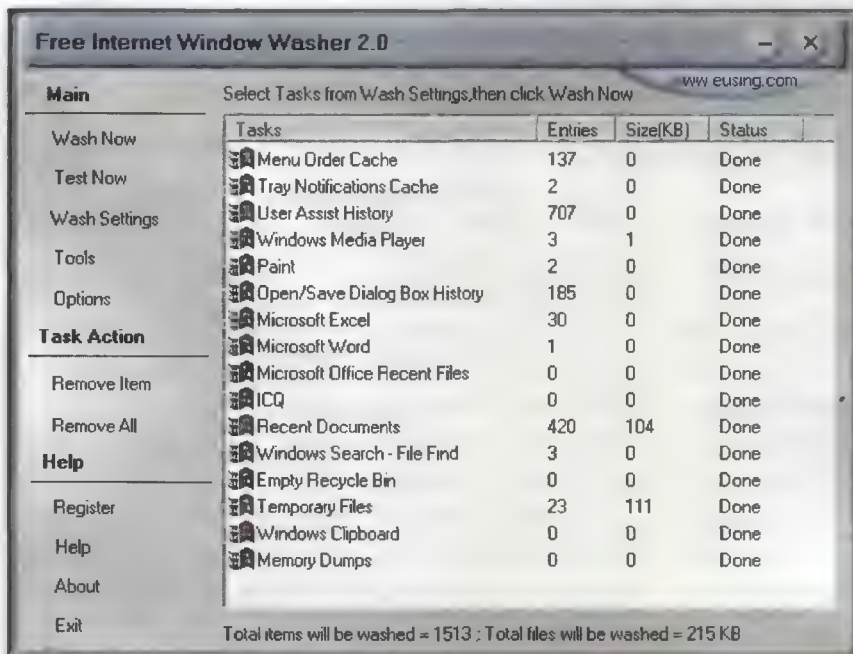 Free Internet Window Washer 2.0
ww eusing.com
Main
Wash Now
Test Now
Wash Settings
Tools
Options
Task Action
Remove Item
Remove All
Help
Register
Help
About
Exit
Select Tasks from Wash Settings,then click Wash Now
Tasks Entries Size(KB) Status
Menu Order Cache 137 0 Done
Tray Notifications Cache 2 0 Done
User Assist History 707 0 Done
Windows Media Player 3 1 Done
Paint 2 0 Done
Open/Save Dialog Box History 185 0 Done
Microsoft Excel 30 0 Done
Microsoft Word 1 0 Done
Microsoft Office Recent Files 0 0 Done
ICQ 0 0 Done
Recent Documents 420 104 Done
Windows Search - File Find 3 0 Done
Empty Recycle Bin 0 0 Done
Temporary Files 23 111 Done
Windows Clipboard 0 0 Done
Memory Dumps 0 0 Done
Total items will be washed = 1513 ; Total files will be washed = 215 KB